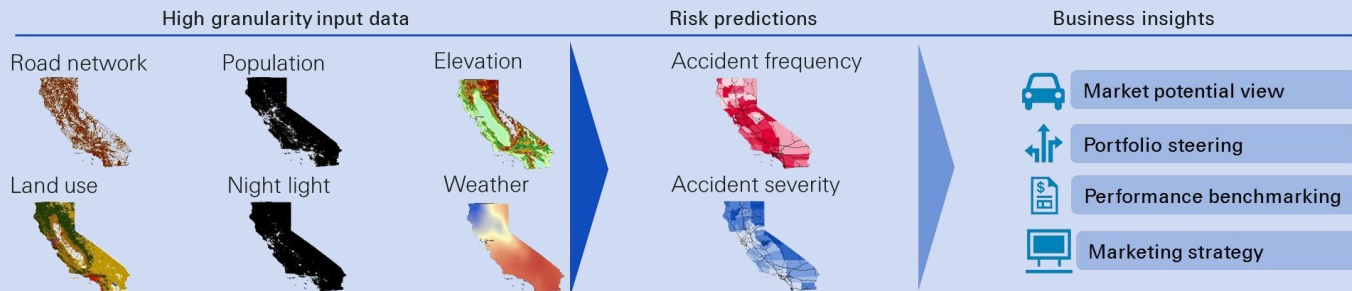 High granularity input data
Risk predictions
Business insights
Road network
Population
Elevation
Land use
Night light
Weather
Accident frequency
Accident severity
Market potential view
Portfolio steering
$
Performance benchmarking
Marketing strategy